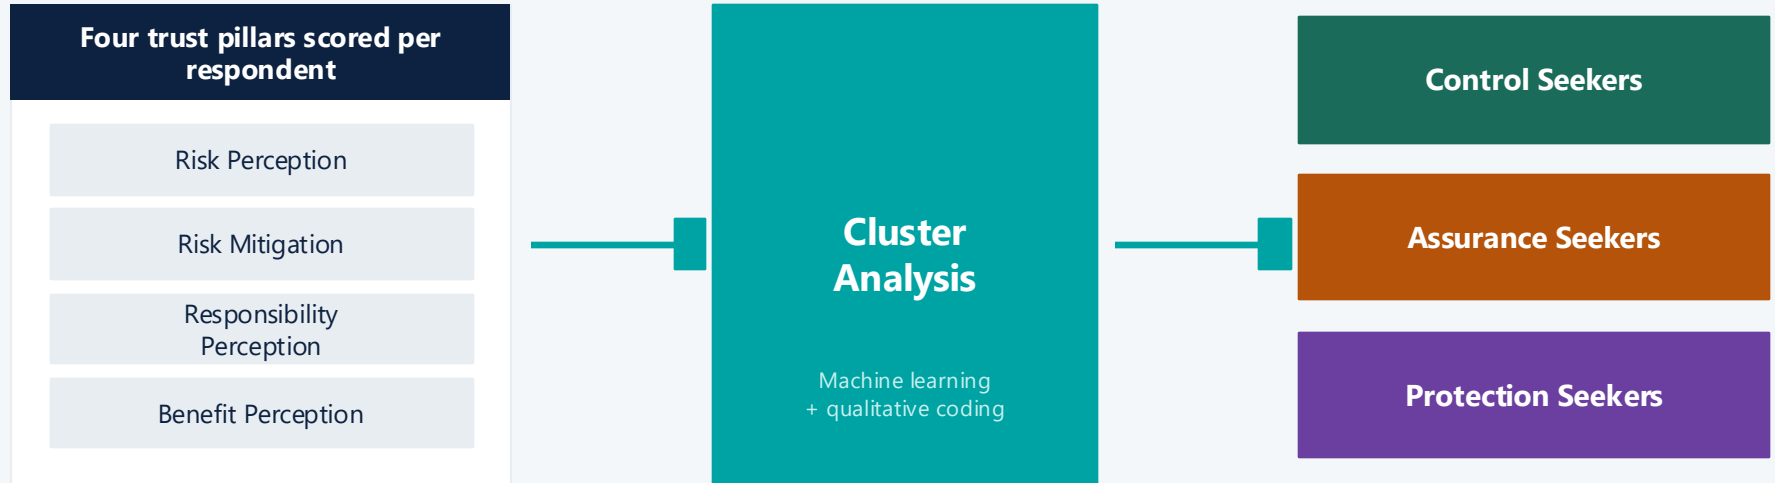 Four trust pillars scored per
respondent
Risk Perception
Risk Mitigation
Responsibility
Perception
Benefit Perception
Cluster
Analysis
Machine learning
+ qualitative coding
Control Seekers
Assurance Seekers
Protection Seekers